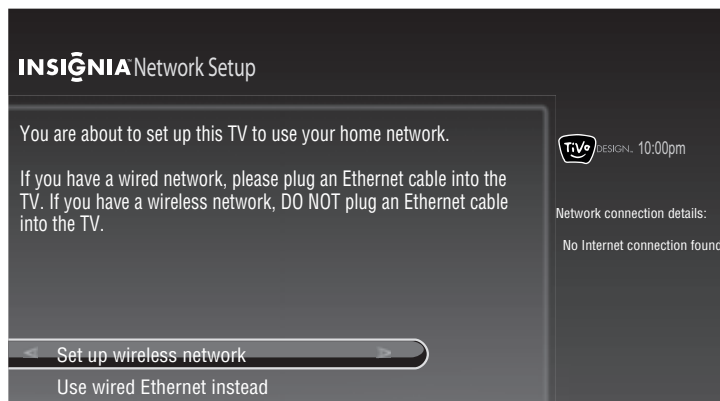 INSIGNIA™ Network Setup
You are about to set up this TV to use your home network.
If you have a wired network, please plug an Ethernet cable into the
TV. If you have a wireless network, DO NOT plug an Ethernet cable
into the TV.
Set up wireless network
Use wired Ethernet instead
TiVo DESIGN™ 10:00pm
Network connection details:
No Internet connection found